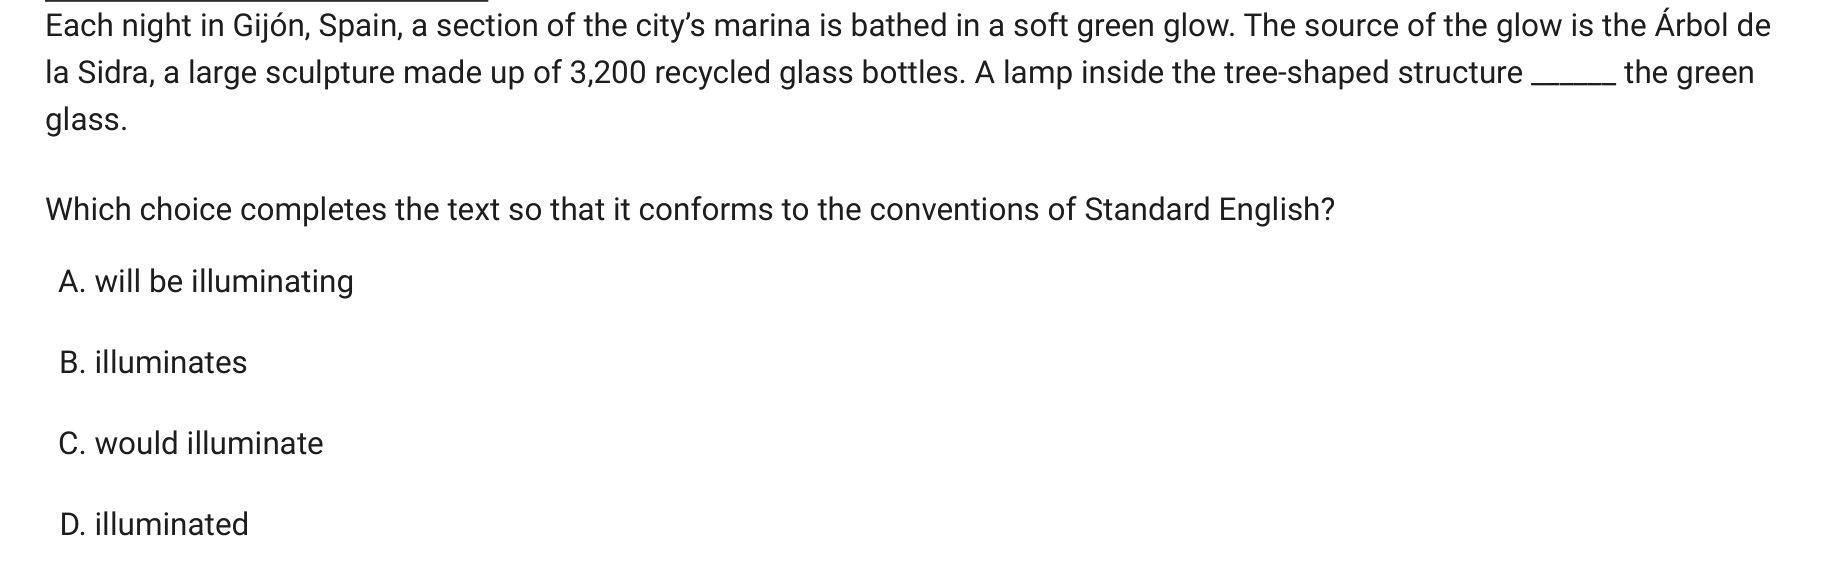 Each night in Gijón, Spain, a section of the city's marina is bathed in a soft green glow. The source of the glow is the Árbol de
la Sidra, a large sculpture made up of 3,200 recycled glass bottles. A lamp inside the tree-shaped structure ______ the green
glass.
Which choice completes the text so that it conforms to the conventions of Standard English?
A. will be illuminating
B. illuminates
C. would illuminate
D. illuminated